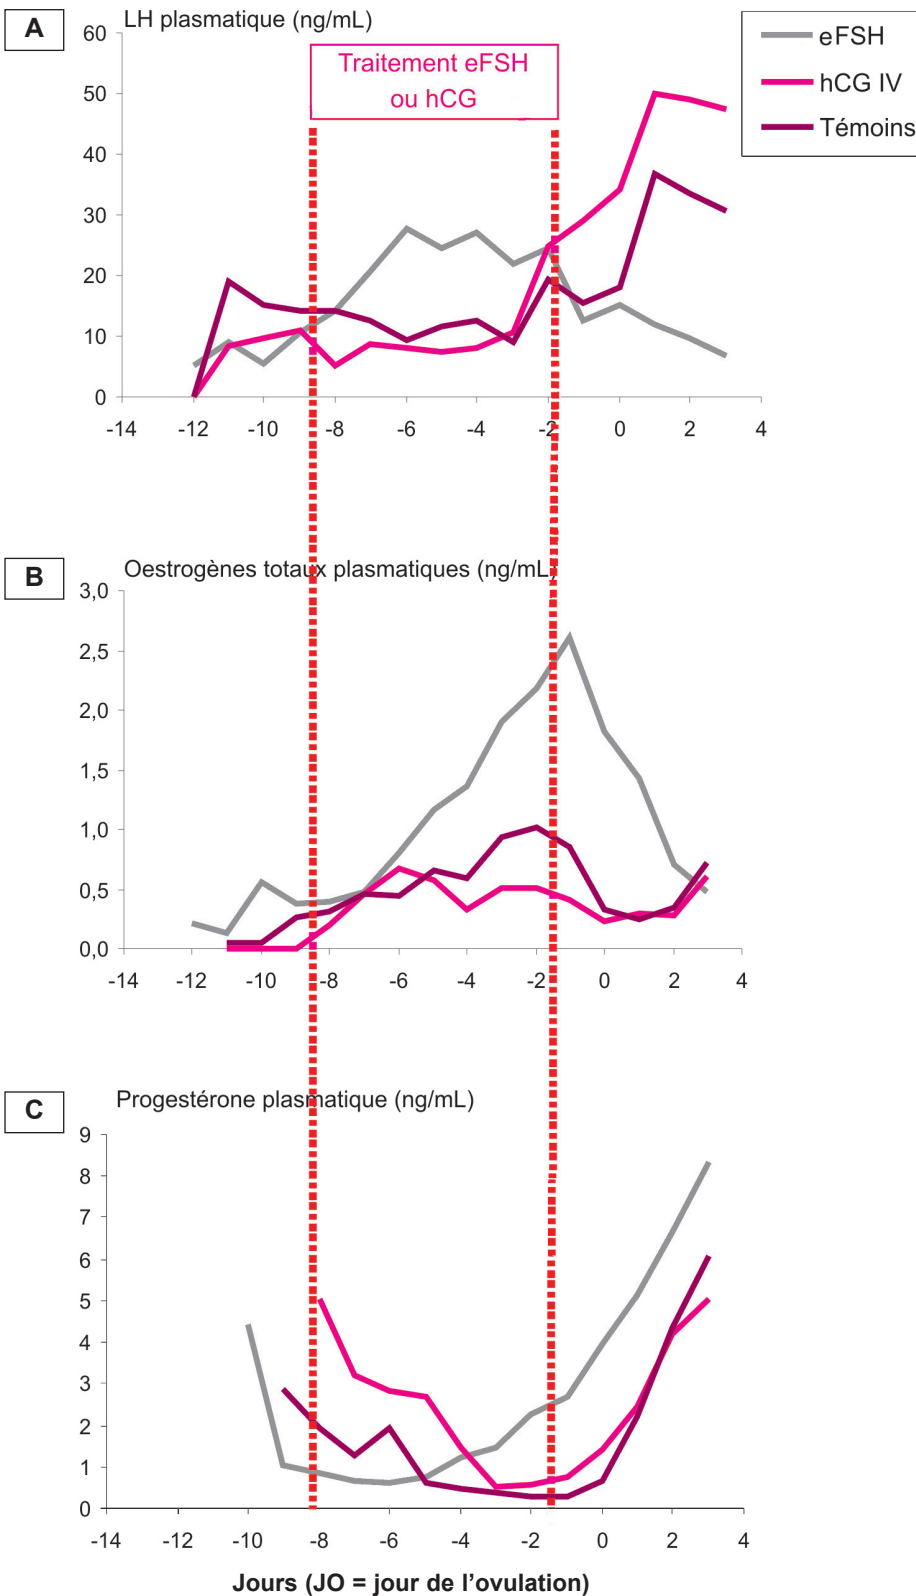 A
LH plasmatique (ng/mL)
eFSH
hCG IV
Témoins
Traitement eFSH
ou hCG
60
50
40
30
20
10
0
-14 -12 -10 -8 -6 -4 -2 0 2 4
B
Oestrogènes totaux plasmatiques (ng/mL)
3,0
2,5
2,0
1,5
1,0
0,5
0,0
-14 -12 -10 -8 -6 -4 -2 0 2 4
C
Progestérone plasmatique (ng/mL)
9
8
7
6
5
4
3
2
1
0
-14 -12 -10 -8 -6 -4 -2 0 2 4
Jours (JO = jour de l’ovulation)